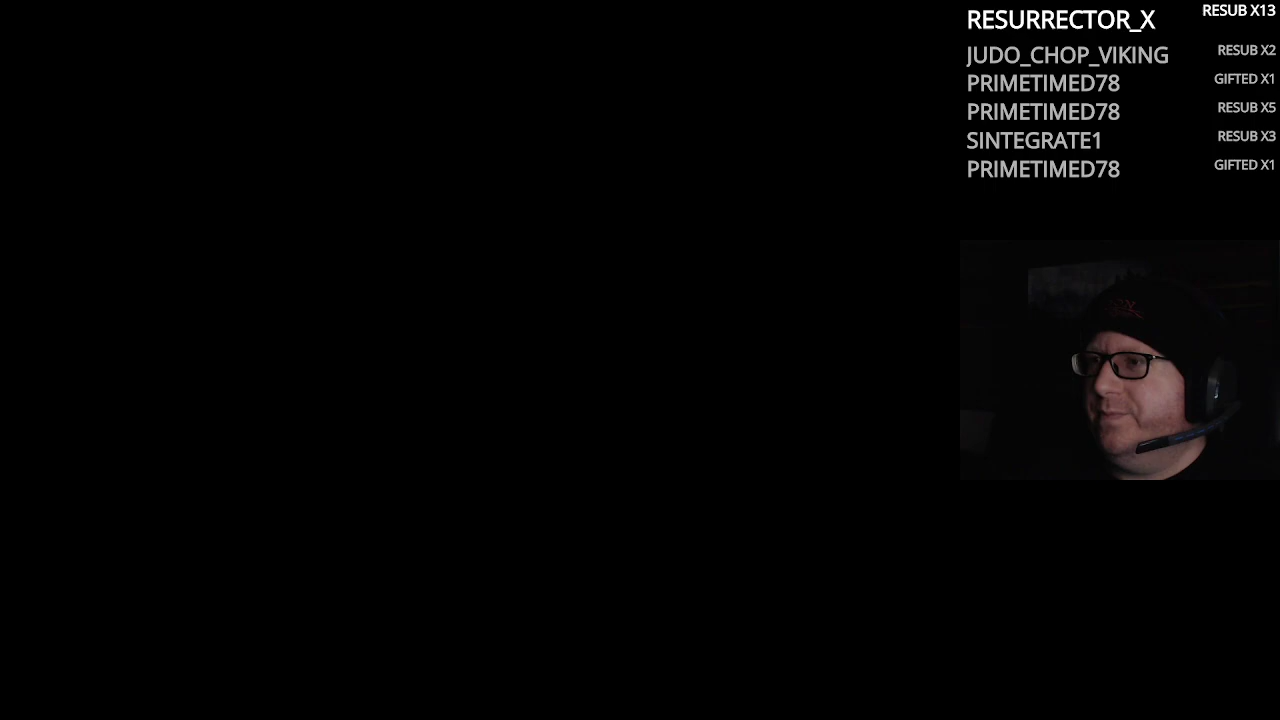 RESURRECTOR_X RESUB X13
JUDO_CHOP_VIKING RESUB X2
PRIMETIMED78 GIFTED X1
PRIMETIMED78 RESUB X5
SINTEGRATE1 RESUB X3
PRIMETIMED78 GIFTED X1